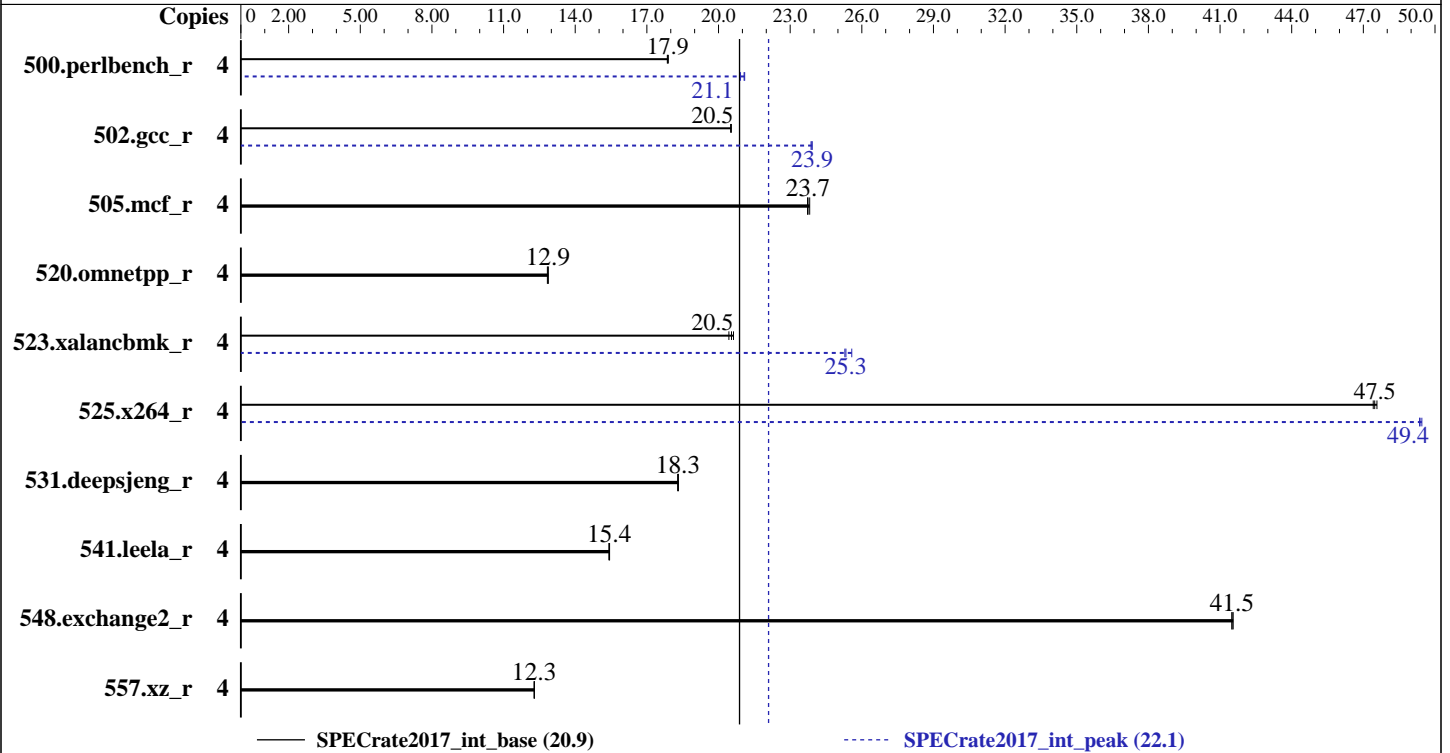 Copies 0 2.00 5.00 8.00 11.0 14.0 17.0 20.0 23.0 26.0 29.0 32.0 35.0 38.0 41.0 44.0 47.0 50.0
500.perlbench_r 4 17.9
21.1
502.gcc_r 4 20.5
23.9
505.mcf_r 4 23.7
520.omnetpp_r 4 12.9
523.xalancbmk_r 4 20.5
25.3
525.x264_r 4 47.5
49.4
531.deepsjeng_r 4 18.3
541.leela_r 4 15.4
548.exchange2_r 4 41.5
557.xz_r 4 12.3
SPECrate2017_int_base (20.9) SPECrate2017_int_peak (22.1)